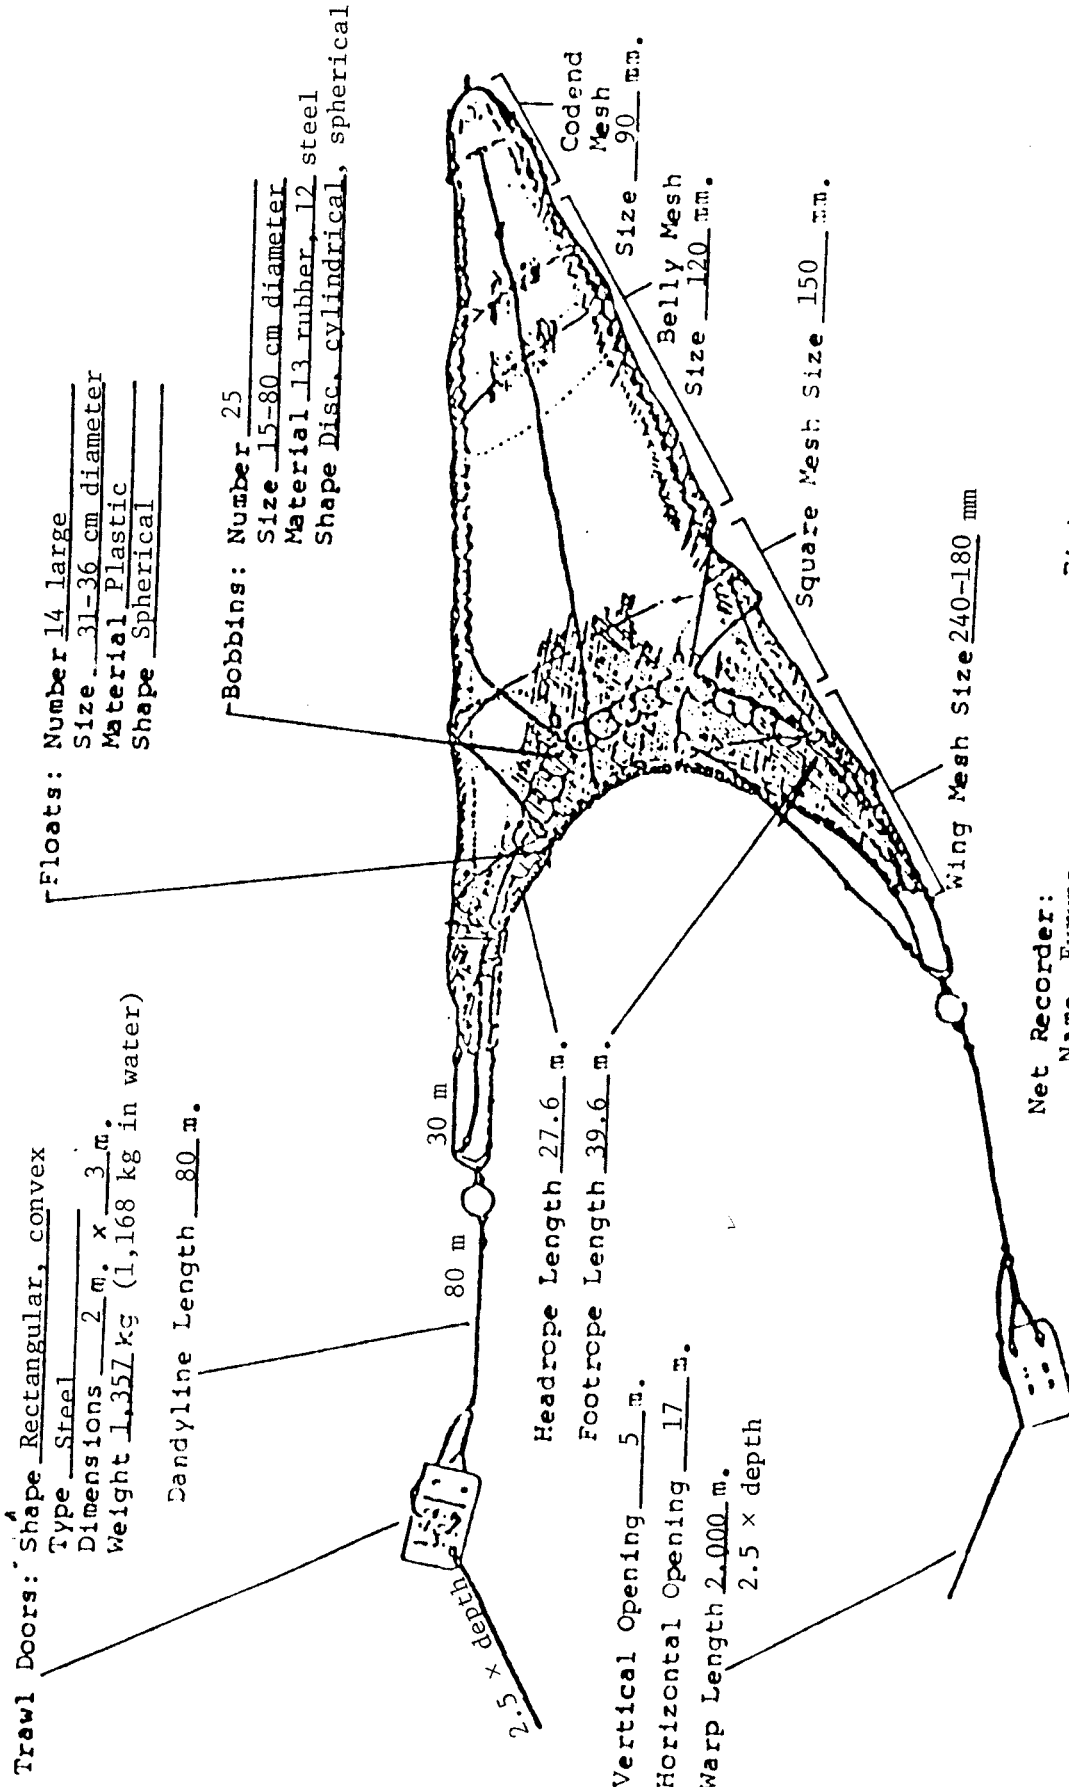 Trawl Doors: Shape Rectangular, convex
Type Steel
Dimensions 2 m. x 3 m.
Weight 1,357 kg (1,168 kg in water)
Dandyline Length 80 m.
Floats: Number 14 large
Size 31-36 cm diameter
Material Plastic
Shape Spherical
Bobbins: Number 25
Size 15-80 cm diameter
Material 13 rubber, 12 steel
Shape Disc, cylindrical, spherical
2.5 × depth
80 m
30 m
Headrope Length 27.6 m.
Footrope Length 39.6 m.
Vertical Opening 5 m.
Horizontal Opening 17 m.
Warp Length 2.000 m.
2.5 × depth
Codend
Mesh
Size 90 mm.
Belly Mesh
Size 120 mm.
Square Mesh Size 150 mm.
Wing Mesh Size 240-180 mm
Net Recorder: